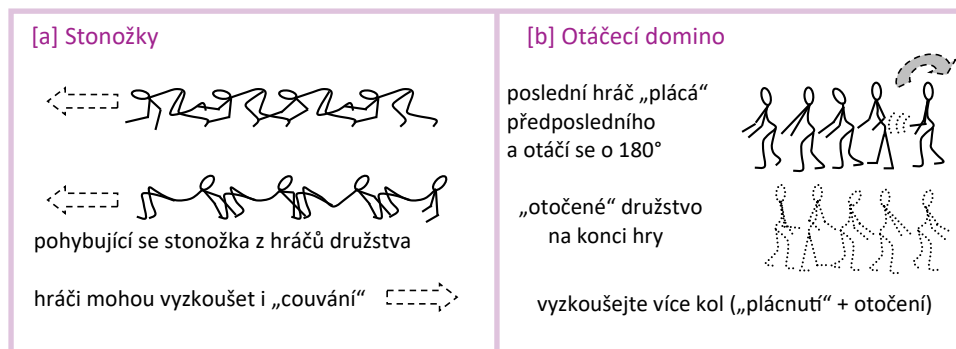 [a] Stonožky
pohybující se stonožka z hráčů družstva
hráči mohou vyzkoušet i „couvání“
[b] Otáčecí domino
poslední hráč „plácá“
předposledního
a otáčí se o 180°
„otočené“ družstvo
na konci hry
vyzkoušejte více kol („plácnutí“ + otočení)